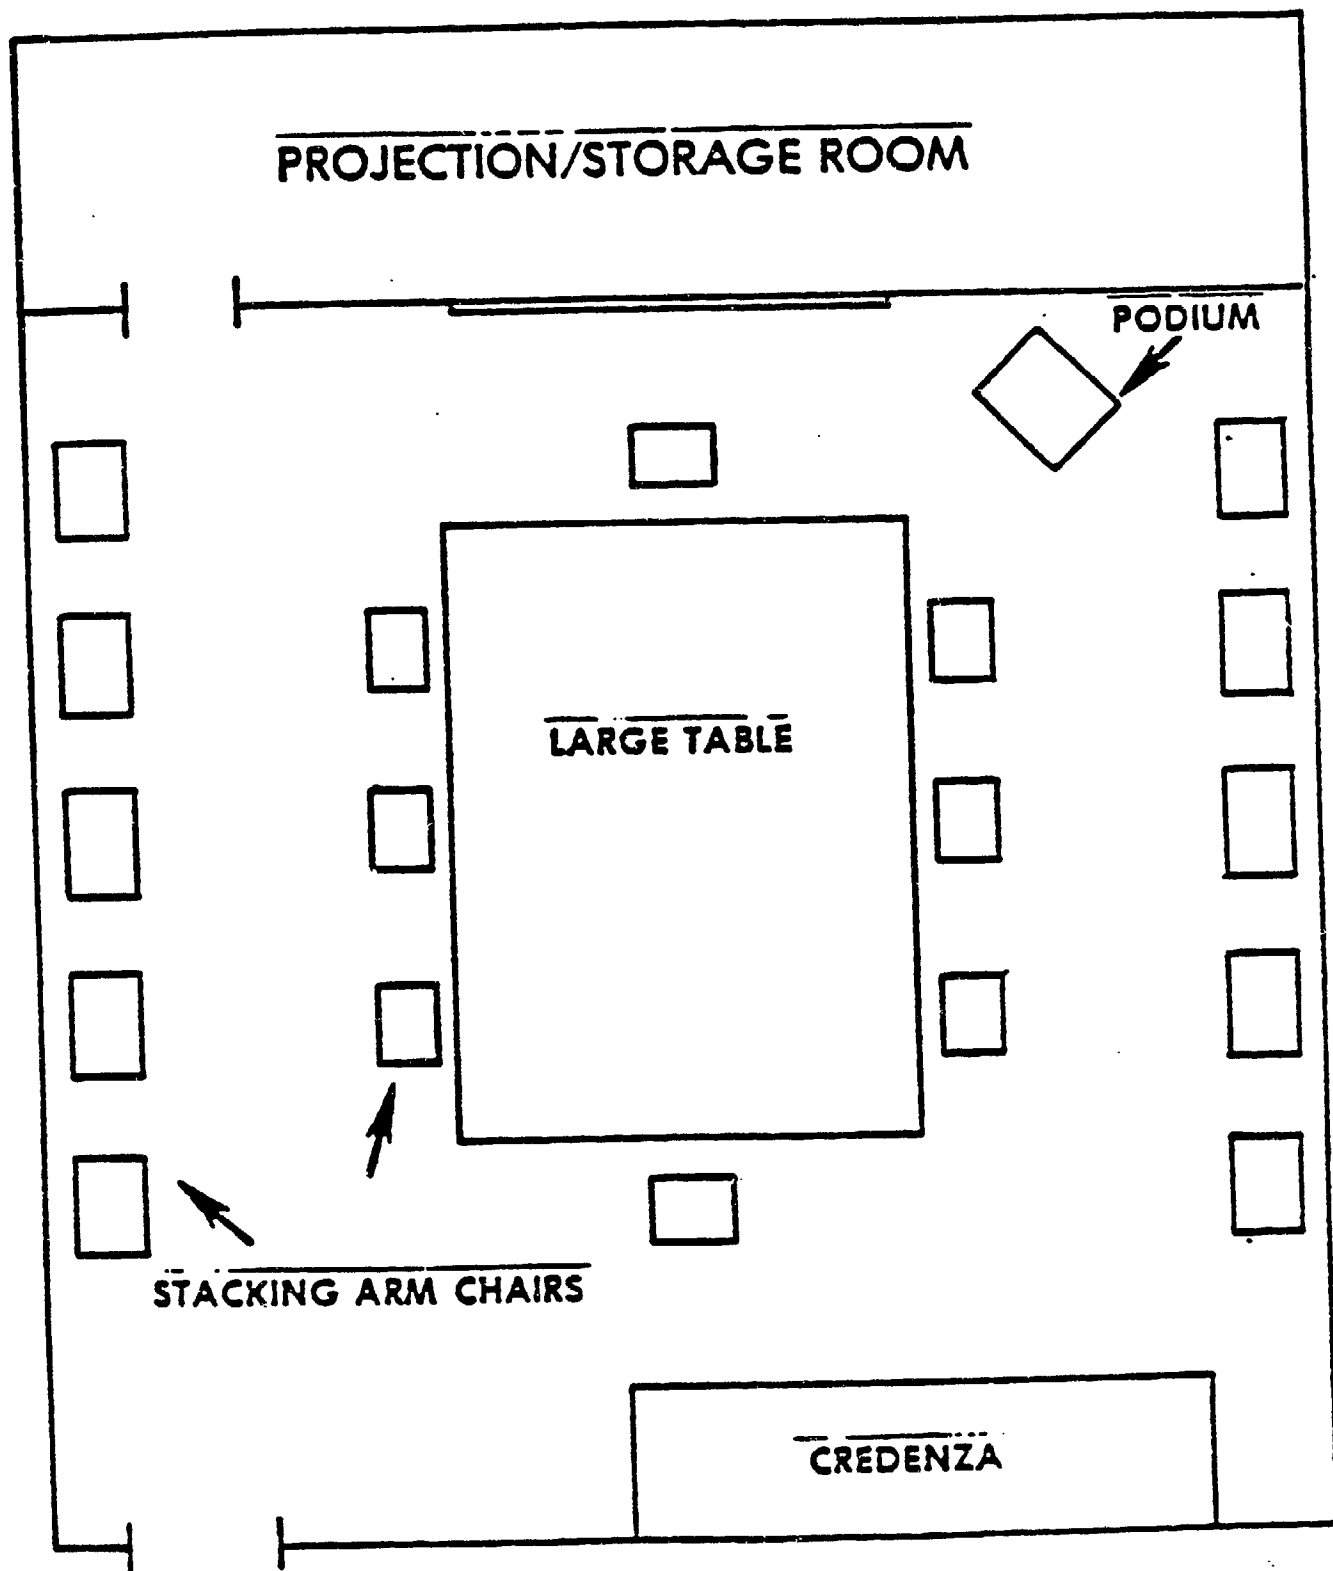 PROJECTION/STORAGE ROOM
PODIUM
LARGE TABLE
STACKING ARM CHAIRS
CREDENZA